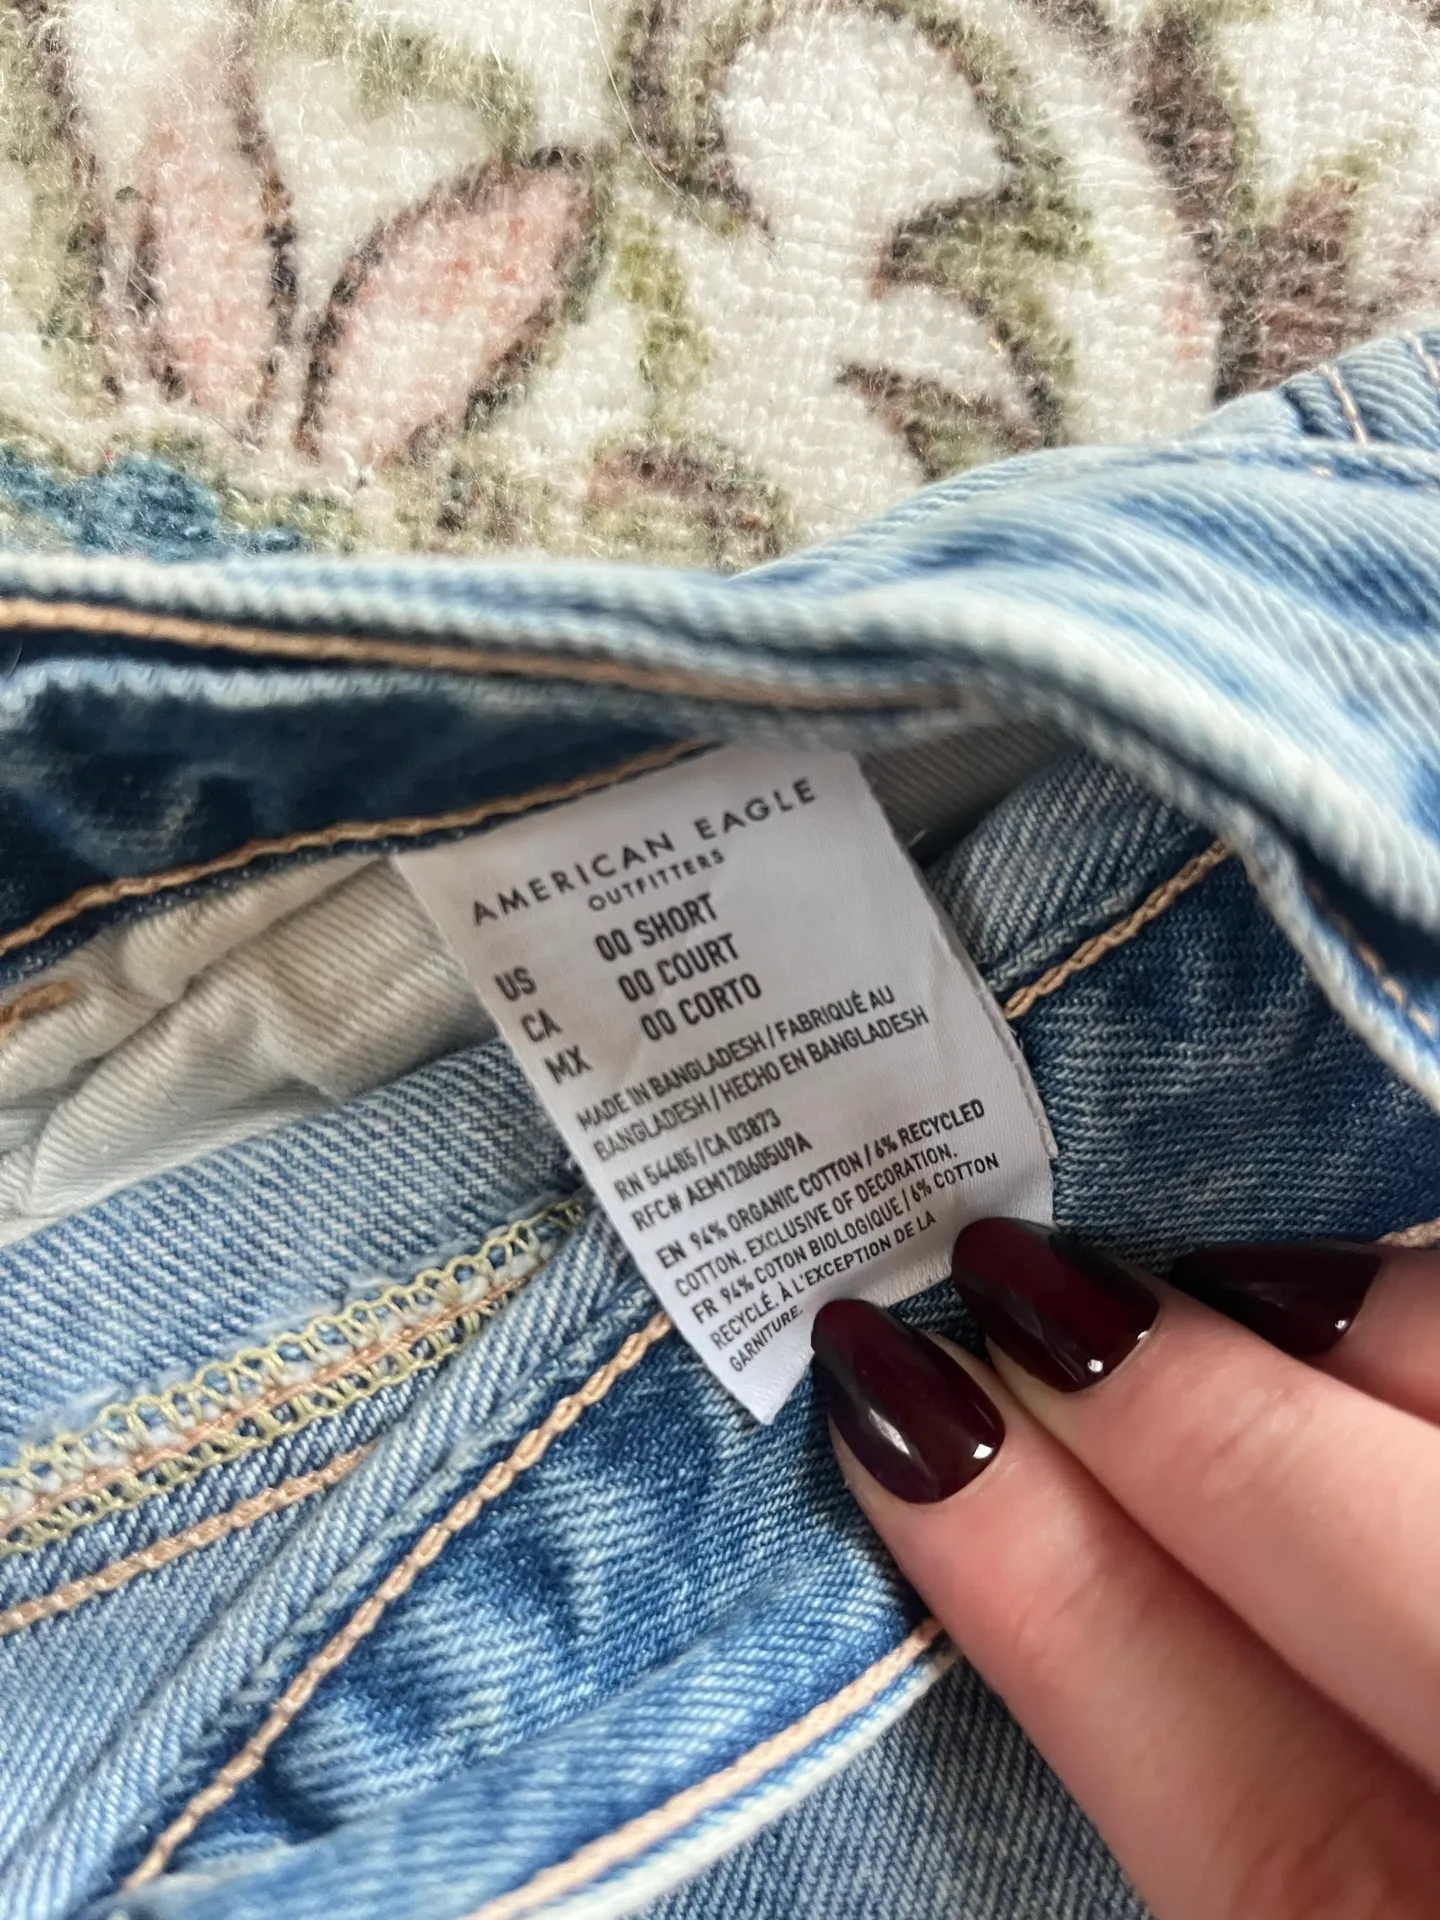 AMERICAN EAGLE
OUTFITTERS
US 00 SHORT
CA 00 COURT
MX 00 CORTO
MADE IN BANGLADESH / FABRIQUÉ AU
BANGLADESH / HECHO EN BANGLADESH
RN 54485/CA 03873
RFC# AEM120605U9A
EN 94% ORGANIC COTTON / 6% RECYCLED
COTTON. EXCLUSIVE OF DECORATION.
FR 94% COTON BIOLOGIQUE / 6% COTTON
RECYCLÉ. À L'EXCEPTION DE LA
GARNITURE.